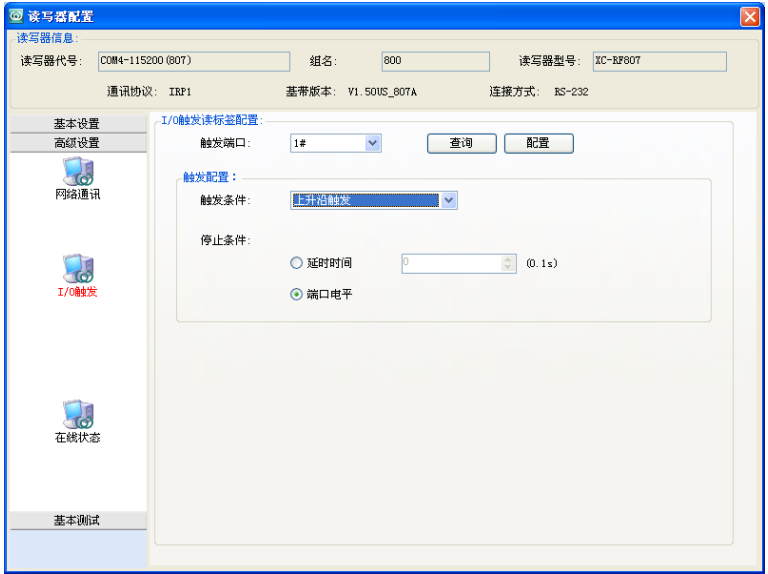 读写器配置
读写器信息:
读写器代号: COM4-115200(807) 组名: 800 读写器型号: XC-RF807
通讯协议: IRP1 基带版本: V1.50US_807A 连接方式: RS-232
基本设置
高级设置
网络通讯
I/O触发
在线状态
基本测试
I/O触发读标签配置:
触发端口: 1# 查询 配置
触发配置：
触发条件: 上升沿触发
停止条件:
延时时间 0 (0.1s)
端口电平